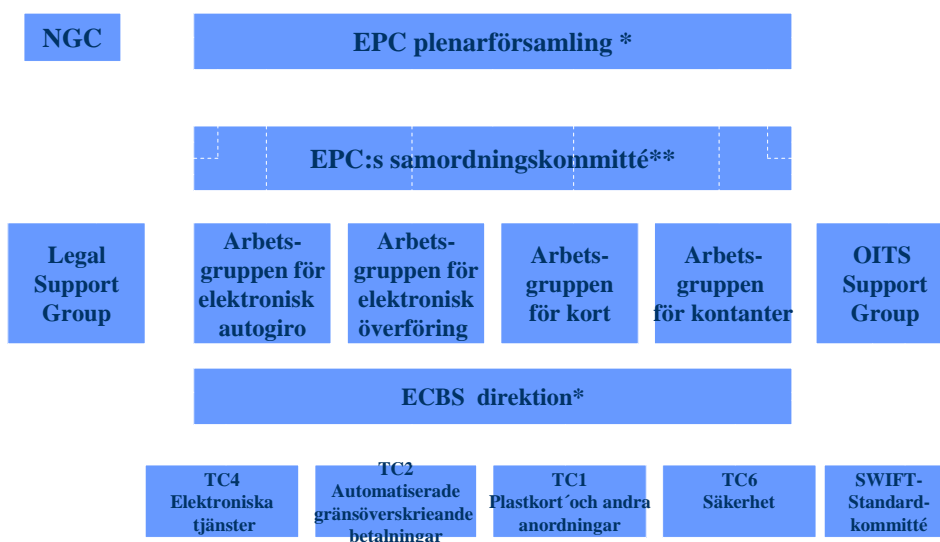 NGC
EPC plenarförsamling *
EPC:s samordningskommitté**
Legal
Support
Group
Arbets-
gruppen för
elektronisk
autogiro
Arbets-
gruppen för
elektronisk
överföring
Arbets-
gruppen
för kort
Arbets-
gruppen
för kontanter
OITS
Support
Group
ECBS direktion*
TC4
Elektroniska
tjänster
TC2
Automatiserade
gränsöverskrieande
betalningar
TC1
Plastkort´och andra
anordningar
TC6
Säkerhet
SWIFT-
Standard-
kommitté